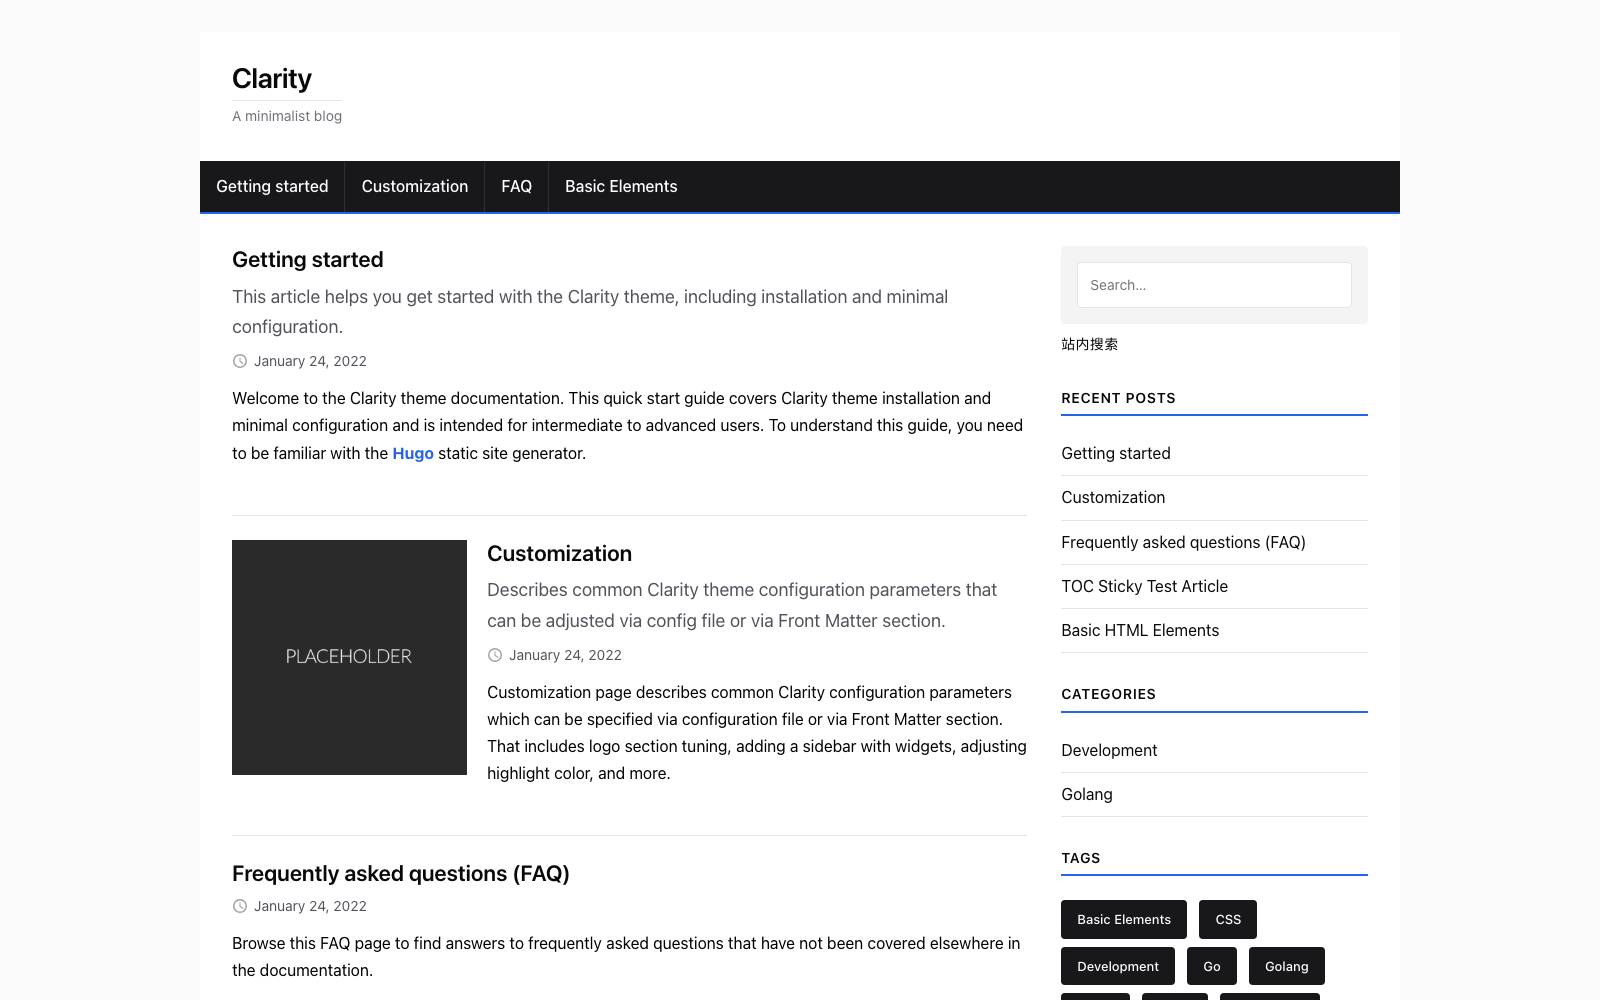 Clarity
A minimalist blog
Getting started
Customization
FAQ
Basic Elements
Getting started
This article helps you get started with the Clarity theme, including installation and minimal
configuration.
January 24, 2022
Welcome to the Clarity theme documentation. This quick start guide covers Clarity theme installation and
minimal configuration and is intended for intermediate to advanced users. To understand this guide, you need
to be familiar with the Hugo static site generator.
PLACEHOLDER
Customization
Describes common Clarity theme configuration parameters that
can be adjusted via config file or via Front Matter section.
January 24, 2022
Customization page describes common Clarity configuration parameters
which can be specified via configuration file or via Front Matter section.
That includes logo section tuning, adding a sidebar with widgets, adjusting
highlight color, and more.
Frequently asked questions (FAQ)
January 24, 2022
Browse this FAQ page to find answers to frequently asked questions that have not been covered elsewhere in
the documentation.
Search…
站内搜索
RECENT POSTS
Getting started
Customization
Frequently asked questions (FAQ)
TOC Sticky Test Article
Basic HTML Elements
CATEGORIES
Development
Golang
TAGS
Basic Elements
CSS
Development
Go
Golang